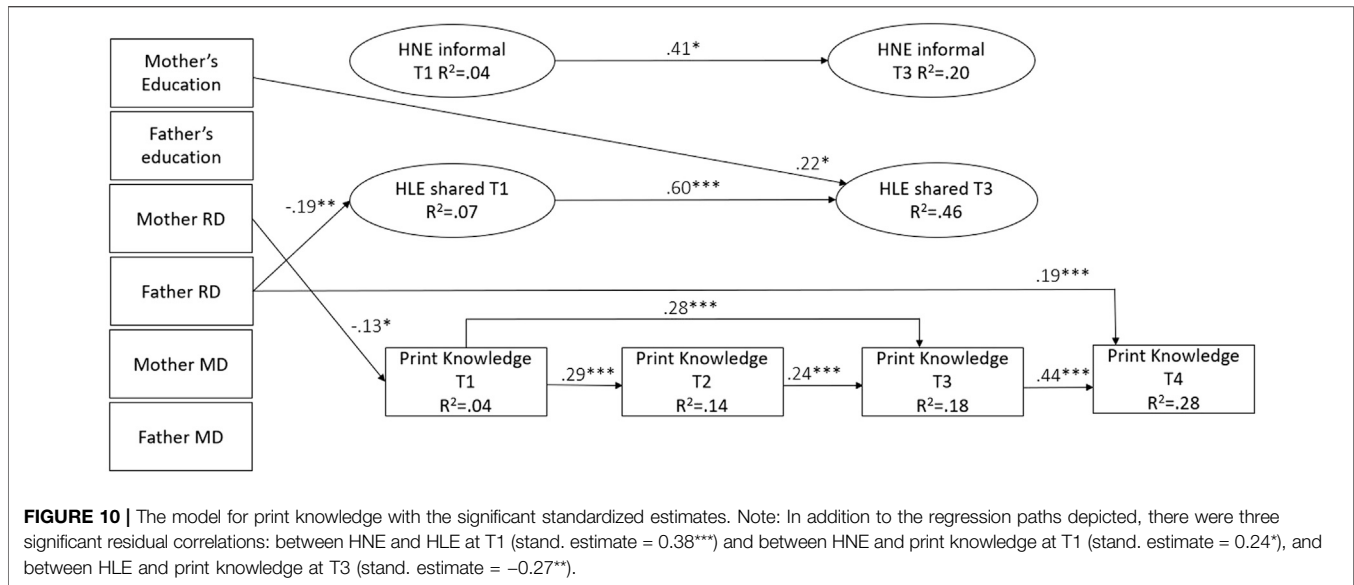 Mother's
Education
Father's
education
Mother RD
Father RD
Mother MD
Father MD
HNE informal
T1 R²=.04
.41*
HNE informal
T3 R²=.20
.22*
HLE shared T1
R²=.07
.60***
HLE shared T3
R²=.46
-.19**
-.13*
.19***
.28***
Print Knowledge
T1
R²=.04
.29***
Print Knowledge
T2
R²=.14
.24***
Print Knowledge
T3
R²=.18
.44***
Print Knowledge
T4
R²=.28
FIGURE 10 | The model for print knowledge with the significant standardized estimates. Note: In addition to the regression paths depicted, there were three
significant residual correlations: between HNE and HLE at T1 (stand. estimate = 0.38***) and between HNE and print knowledge at T1 (stand. estimate = 0.24*), and
between HLE and print knowledge at T3 (stand. estimate = −0.27**).